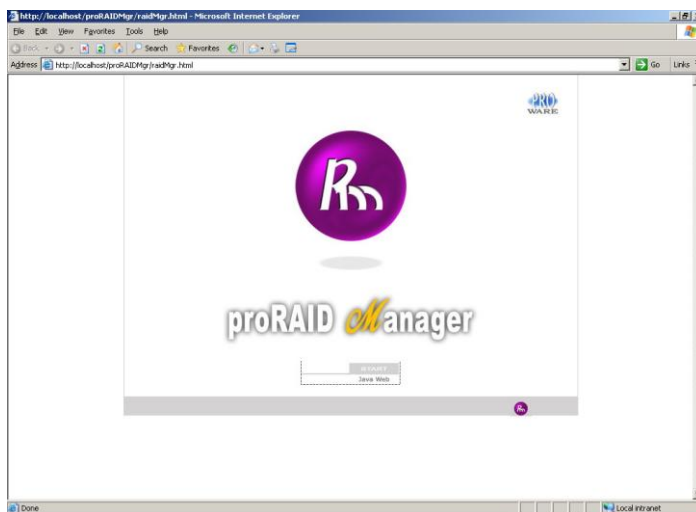 http://localhost/proRAIDMgr/raidMgr.html - Microsoft Internet Explorer
File Edit View Favorites Tools Help
Back Search Favorites
Address http://localhost/proRAIDMgr/raidMgr.html Go Links
PRO
WARE
Rm
proRAID Manager
START
Java Web
Rm
Done Local intranet